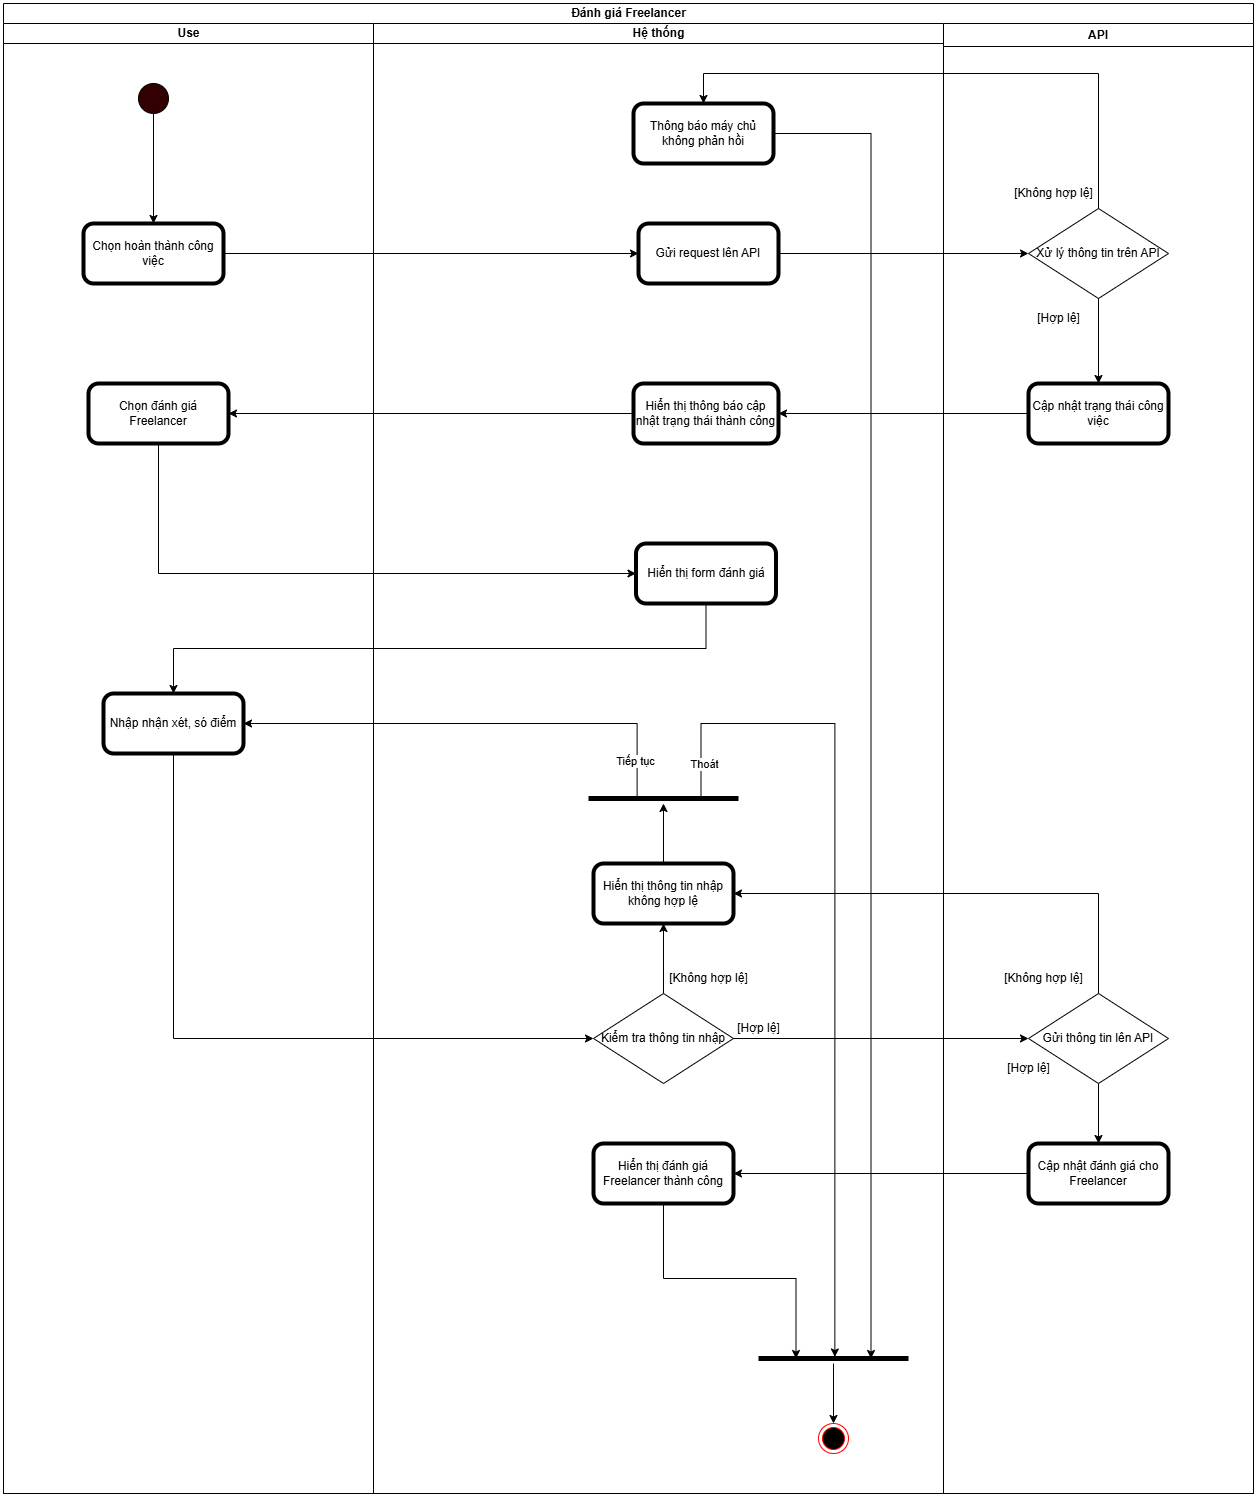 Đánh giá Freelancer
Use
Hệ thống
API
Thông báo máy chủ
không phản hồi
[Không hợp lệ]
Chọn hoàn thành công
việc
Gửi request lên API
Xử lý thông tin trên API
[Hợp lệ]
Chọn đánh giá
Freelancer
Hiển thị thông báo cập
nhật trạng thái thành công
Cập nhật trạng thái công
việc
Hiển thị form đánh giá
Nhập nhận xét, só điểm
Tiếp tục
Thoát
Hiển thị thông tin nhập
không hợp lệ
[Không hợp lệ]
[Không hợp lệ]
[Hợp lệ]
Kiểm tra thông tin nhập
Gửi thông tin lên API
[Hợp lệ]
Hiển thị đánh giá
Freelancer thành công
Cập nhật đánh giá cho
Freelancer